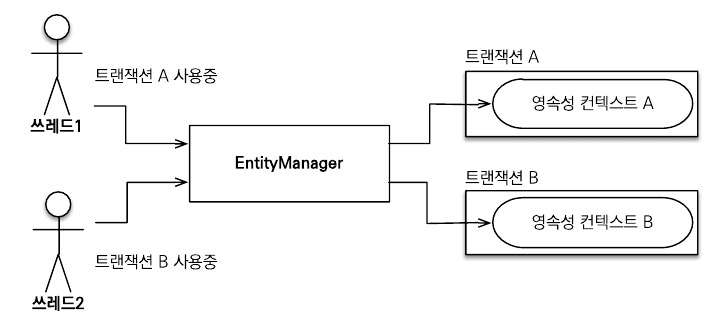 트랜잭션 A 사용중
쓰레드1
EntityManager
트랜잭션 A
영속성 컨텍스트 A
트랜잭션 B
영속성 컨텍스트 B
트랜잭션 B 사용중
쓰레드2